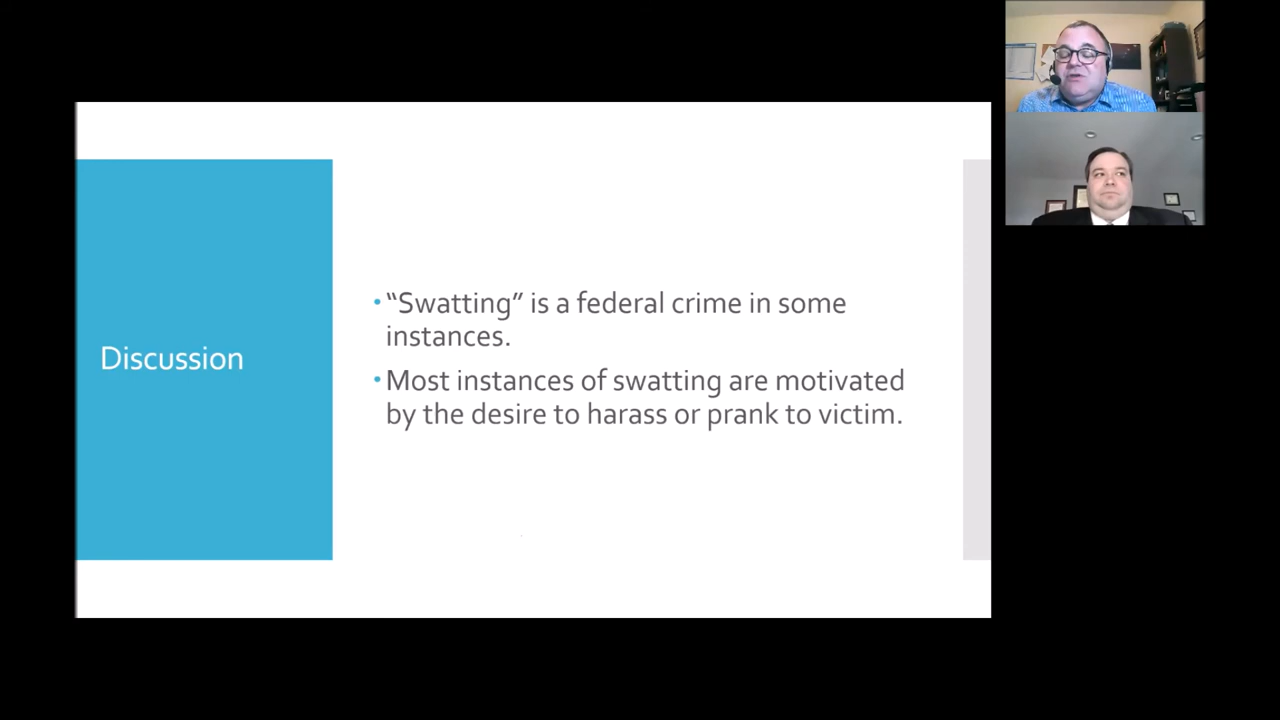 Discussion
• “Swatting” is a federal crime in some
instances.
• Most instances of swatting are motivated
by the desire to harass or prank to victim.